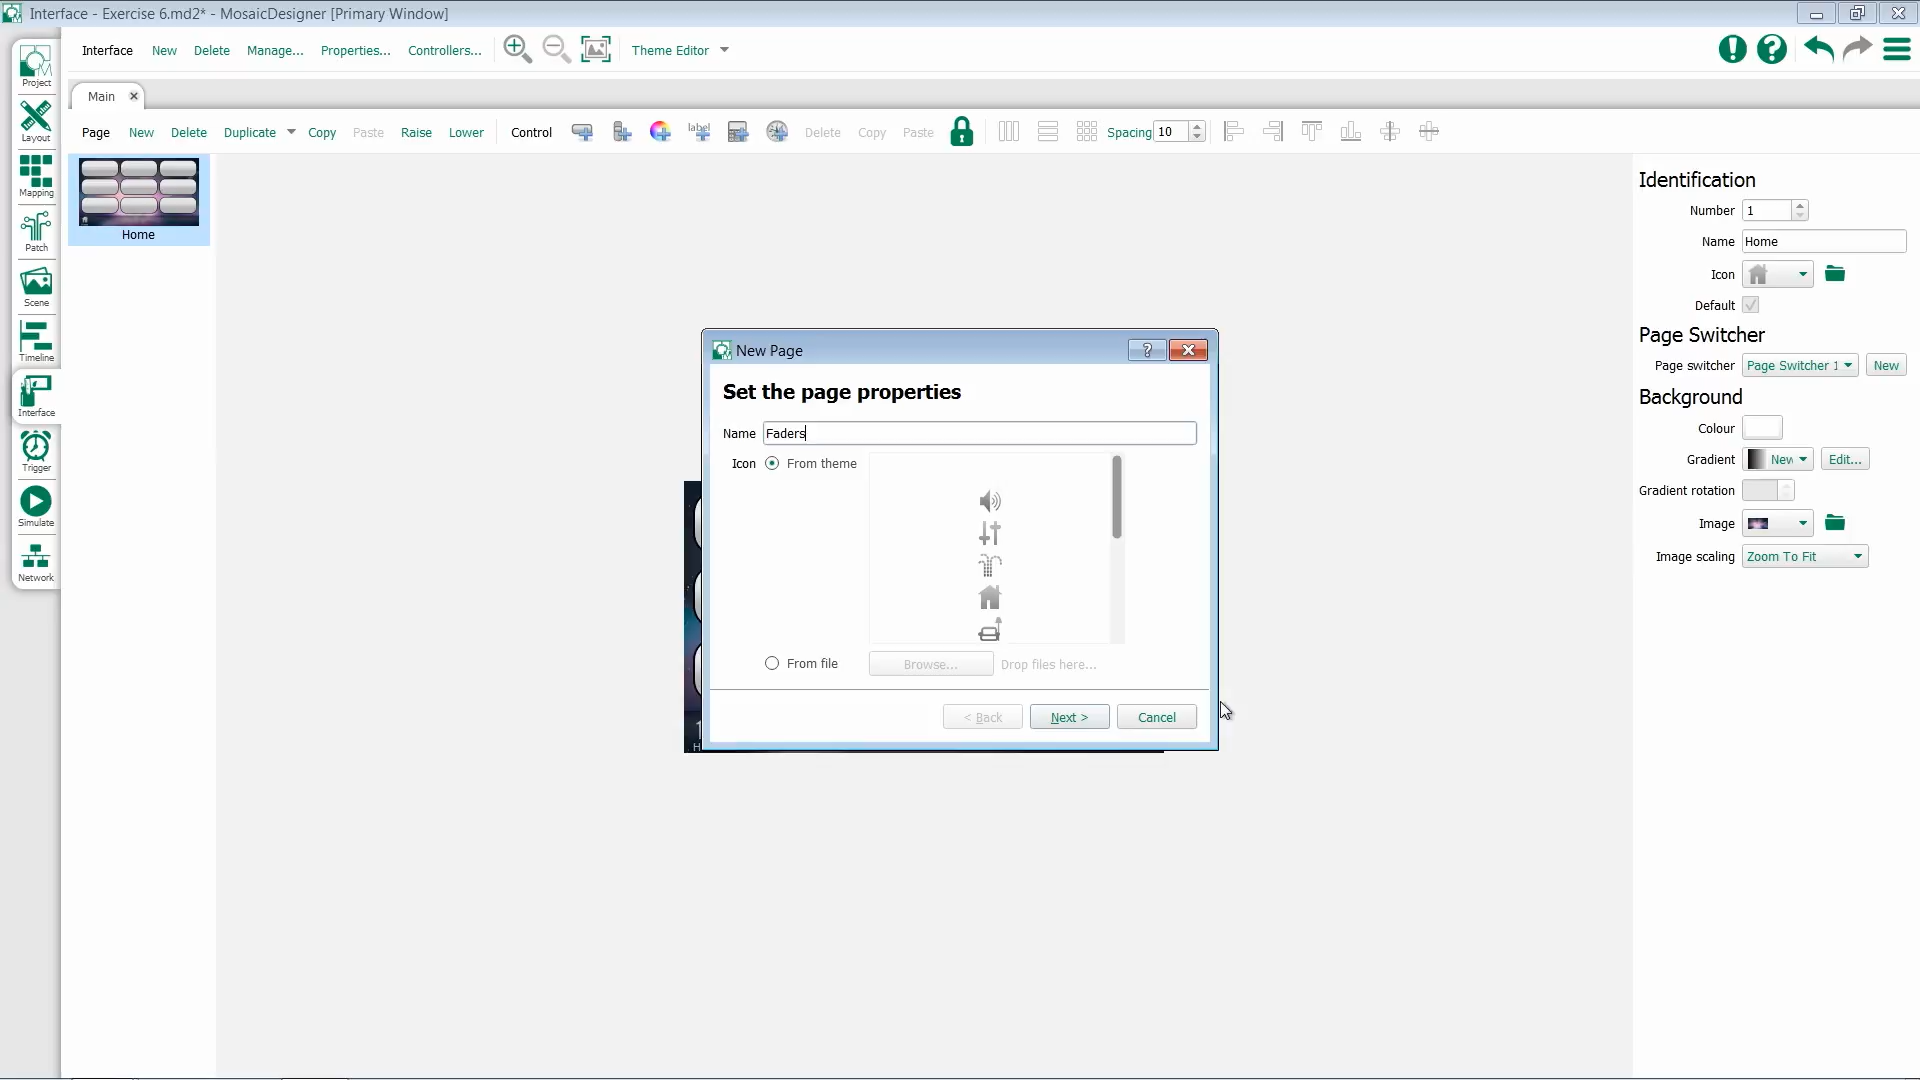 Interface - Exercise 6.md2* - MosaicDesigner [Primary Window]
Interface New Delete Manage... Properties... Controllers... Theme Editor
Main
Page New Delete Duplicate Copy Paste Raise Lower Control label Delete Copy Paste Spacing 10
Project
Layout
Mapping
Patch
Scene
Timeline
Interface
Trigger
Simulate
Network
Home
New Page
Set the page properties
Name Faders
Icon From theme
From file Browse... Drop files here...
< Back Next > Cancel
Identification
Number 1
Name Home
Icon
Default
Page Switcher
Page switcher Page Switcher 1 New
Background
Colour
Gradient New Edit...
Gradient rotation
Image
Image scaling Zoom To Fit